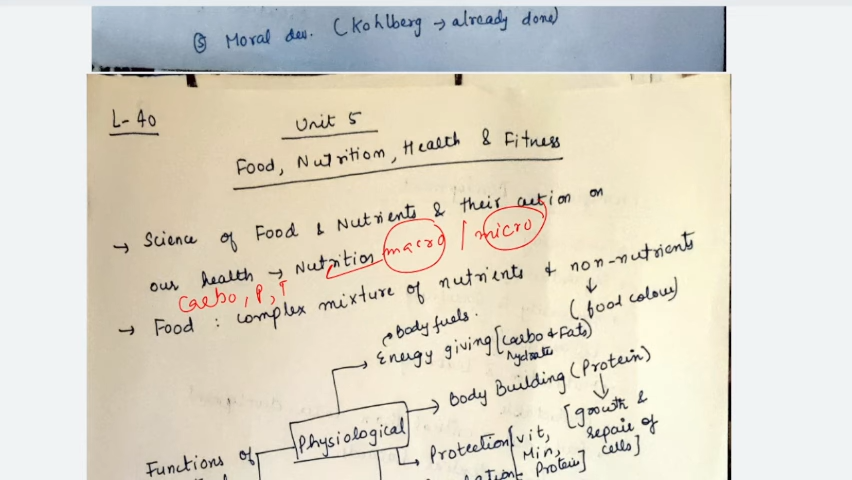 ⑤ Moral dev. (Kohlberg → already done)
L-40
Unit 5
Food, Nutrition, Health & Fitness
→ Science of Food & Nutrients & their action on
our health → Nutrition macro / micro
Carbo, P, 
→ Food : complex mixture of nutrients & non-nutrients
↓
(food colour)
Body fuels.
Energy giving [Carbo & Fats)
hydrate
Body Building (Protein)
↓
[growth &
repair of
cells]
Physiological
Functions of
Protection [vit,
Min,
Protein]